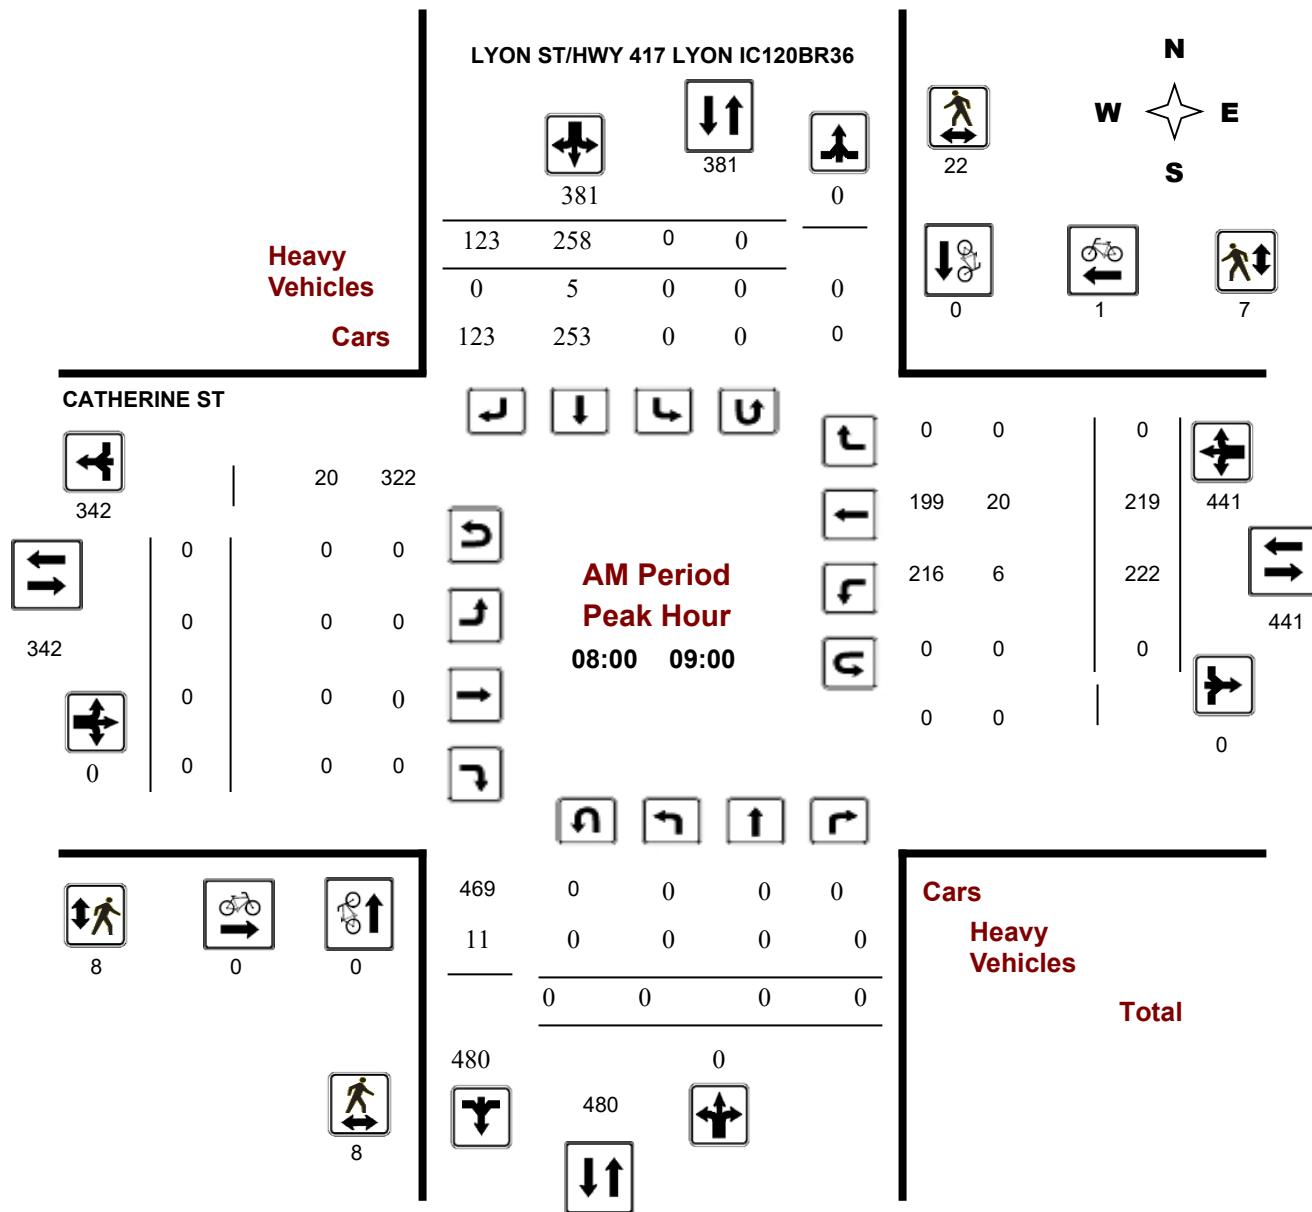 LYON ST/HWY 417 LYON IC120BR36
N
W E
S
381
22
381 0
123 258 0 0
Heavy
Vehicles
0 5 0 0 0
0 1 7
Cars
123 253 0 0 0
CATHERINE ST
0 0 0
20 322
342
199 20 219 441
0 0 0
AM Period
Peak Hour
08:00 09:00
216 6 222
0 0 0
342
441
0 0 0
0 0 0
0 0
0
0 0 0
0
469 0 0 0 0
Cars
11 0 0 0 0
Heavy
Vehicles
8 0 0
0 0 0 0
Total
480 0
480
8